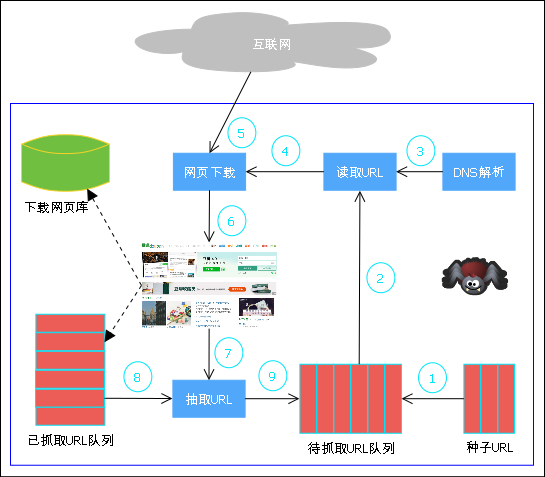 互联网
5
网页下载
4
读取URL
3
DNS解析
下载网页库
6
2
7
8
抽取URL
9
1
已抓取URL队列
待抓取URL队列
种子URL